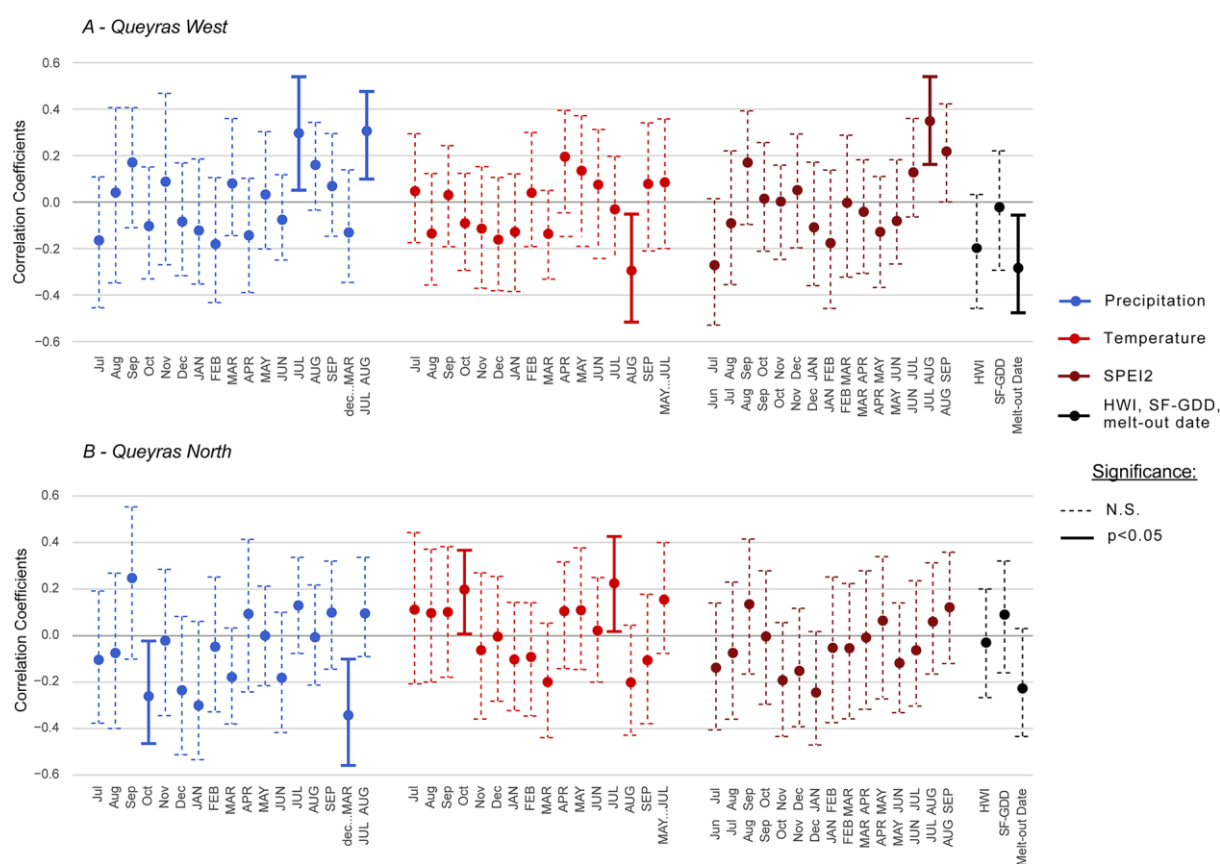 A - Queyras West
Correlation Coefficients
0.6
0.4
0.2
0.0
−0.2
−0.4
−0.6
Jul
Aug
Sep
Oct
Nov
Dec
JAN
FEB
MAR
APR
MAY
JUN
JUL
AUG
SEP
dec...MAR
JUL AUG
Jul
Aug
Sep
Oct
Nov
Dec
JAN
FEB
MAR
APR
MAY
JUN
JUL
AUG
SEP
MAY...JUL
Jun Jul
Jul Aug
Aug Sep
Sep Oct
Oct Nov
Nov Dec
Dec JAN
JAN FEB
FEB MAR
MAR APR
APR MAY
MAY JUN
JUN JUL
JUL AUG
AUG SEP
HWI
SF-GDD
Melt-out Date
Precipitation
Temperature
SPEI2
HWI, SF-GDD,
melt-out date
Significance:
N.S.
p<0.05
B - Queyras North
Correlation Coefficients
0.6
0.4
0.2
0.0
−0.2
−0.4
−0.6
Jul
Aug
Sep
Oct
Nov
Dec
JAN
FEB
MAR
APR
MAY
JUN
JUL
AUG
SEP
dec...MAR
JUL AUG
Jul
Aug
Sep
Oct
Nov
Dec
JAN
FEB
MAR
APR
MAY
JUN
JUL
AUG
SEP
MAY...JUL
Jun Jul
Jul Aug
Aug Sep
Sep Oct
Oct Nov
Nov Dec
Dec JAN
JAN FEB
FEB MAR
MAR APR
APR MAY
MAY JUN
JUN JUL
JUL AUG
AUG SEP
HWI
SF-GDD
Melt-out Date